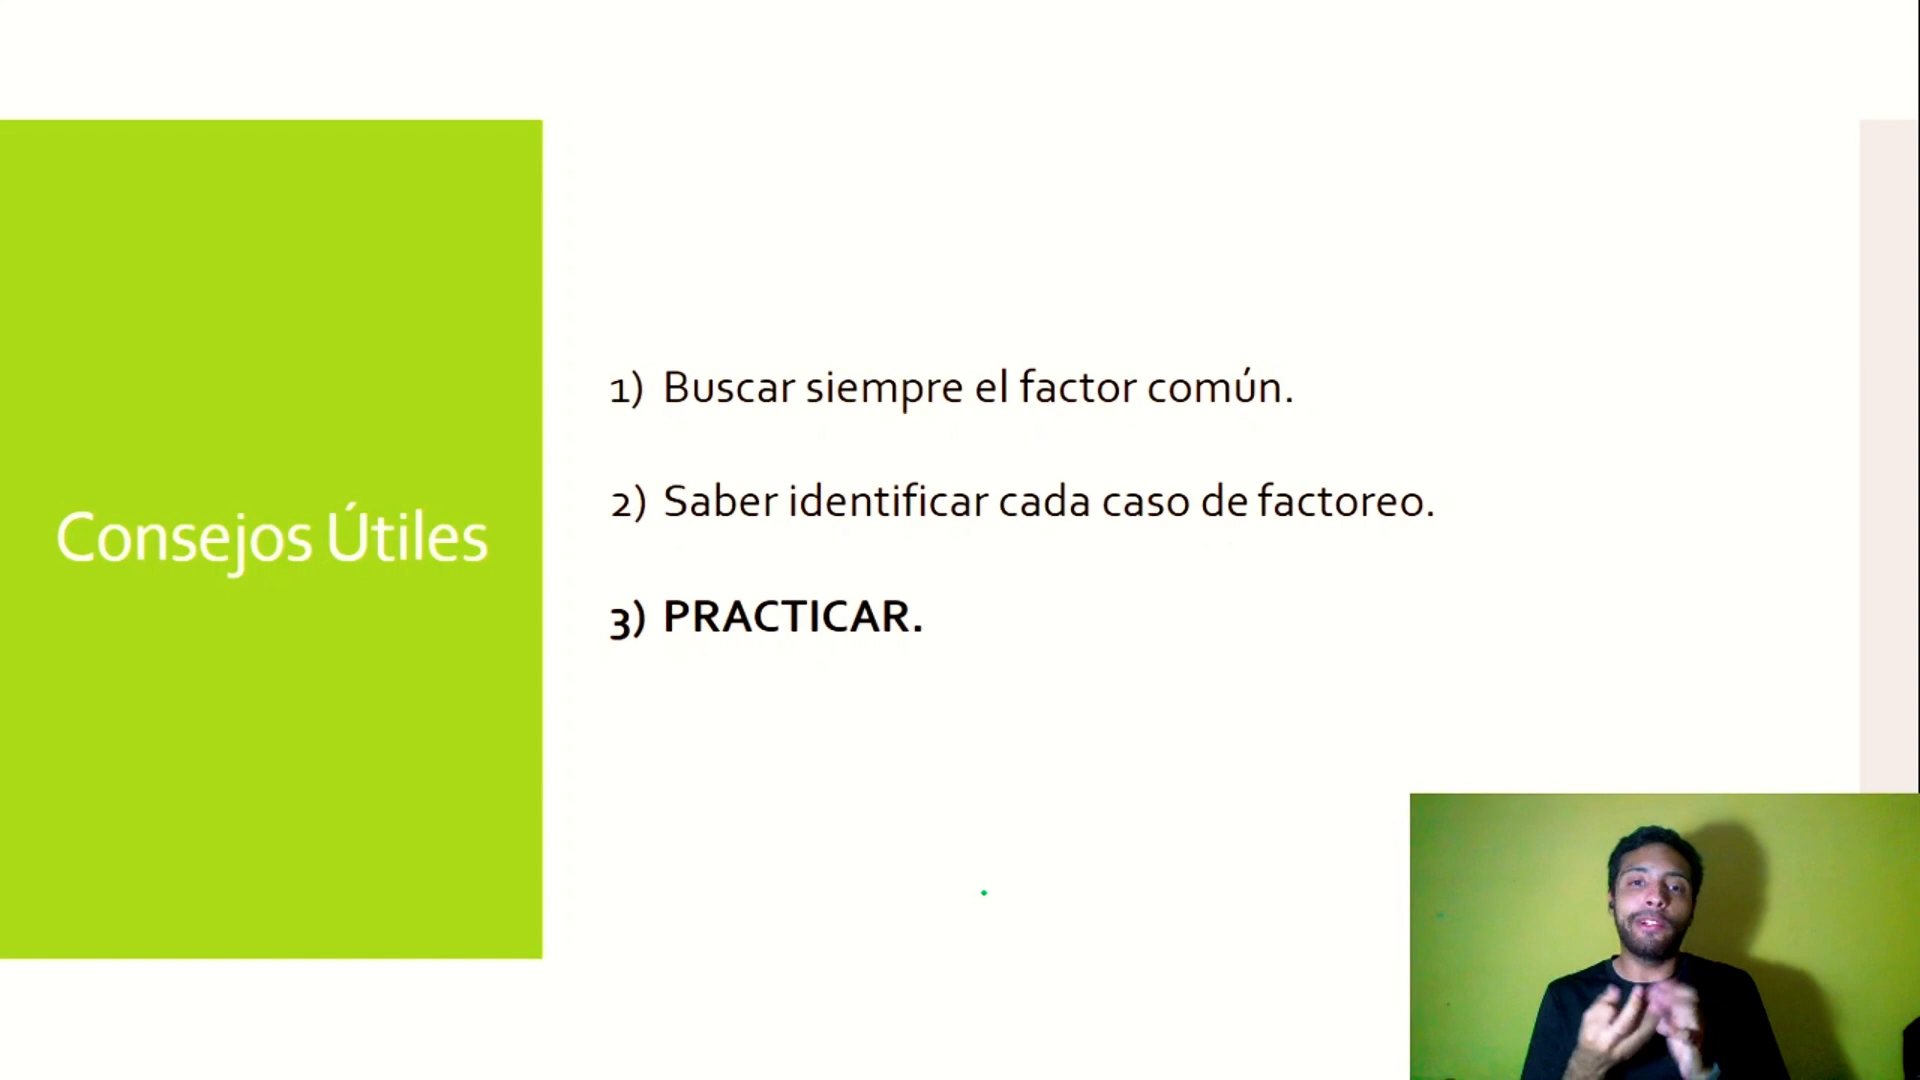 Consejos Útiles
1) Buscar siempre el factor común.
2) Saber identificar cada caso de factoreo.
3) PRACTICAR.